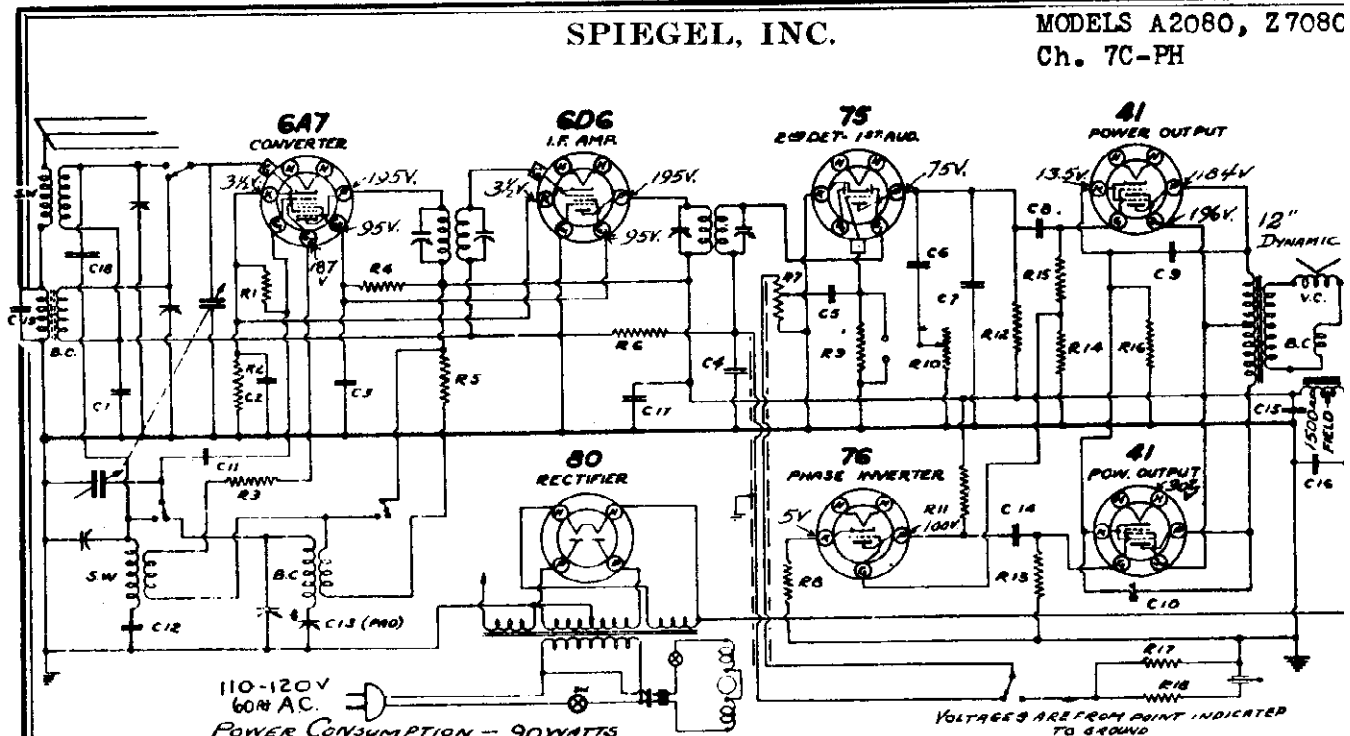 SPIEGEL, INC.
MODELS A2080, Z7080
Ch. 7C-PH
6A7
CONVERTER
6D6
I.F. AMP.
75
2ND DET- 1ST AUD.
41
POWER OUTPUT
3½V
195V.
95V.
187
V
3½V
195V.
95V.
75V.
13.5V
184V
196V.
12"
DYNAMIC
V.C.
B.C
C18
C19
B.C.
C1
R1
R2
C2
R4
C3
R5
R6
C4
C17
R7
C5
R9
C6
R10
C7
R12
C8.
R15
R14
R16
C9
C15
1500
FIELD
C16
C11
R3
80
RECTIFIER
76
PHASE INVERTER
5V
100V
R11
C14
R8
R13
41
POW. OUTPUT
C10
S.W
C12
B.C
C13 (PAD)
R17
R18
110-120V
60~ A.C.
POWER CONSUMPTION - 90 WATTS
VOLTAGES ARE FROM POINT INDICATED
TO GROUND